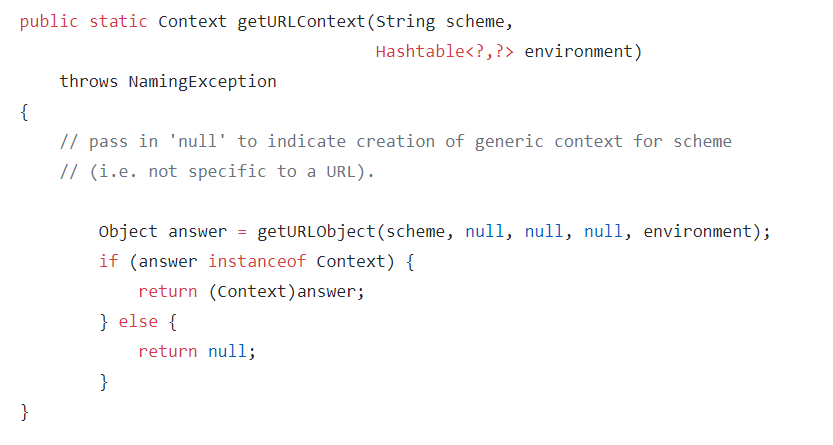 public static Context getURLContext(String scheme,
                                    Hashtable<?,?> environment)
    throws NamingException
{
    // pass in 'null' to indicate creation of generic context for scheme
    // (i.e. not specific to a URL).

        Object answer = getURLObject(scheme, null, null, null, environment);
        if (answer instanceof Context) {
            return (Context)answer;
        } else {
            return null;
        }
}